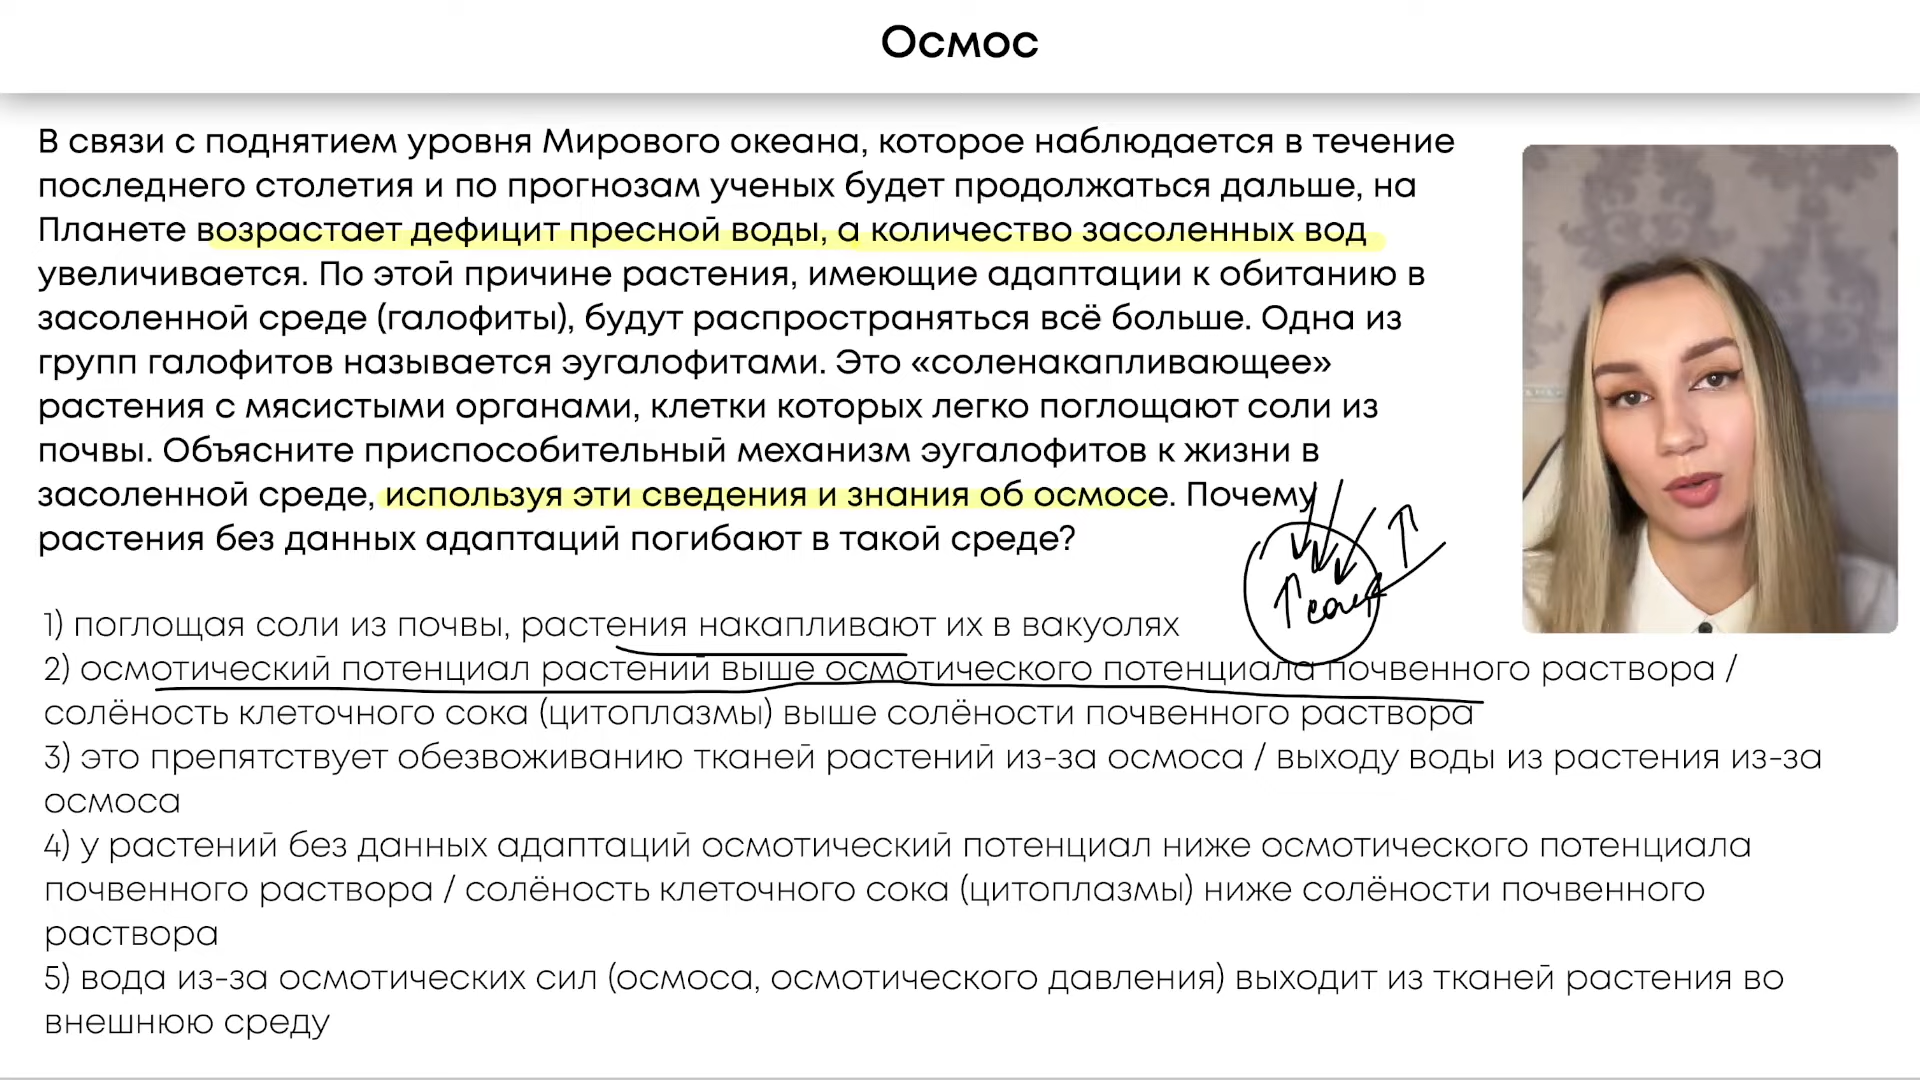 Осмос
В связи с поднятием уровня Мирового океана, которое наблюдается в течение
последнего столетия и по прогнозам ученых будет продолжаться дальше, на
Планете возрастает дефицит пресной воды, а количество засоленных вод
увеличивается. По этой причине растения, имеющие адаптации к обитанию в
засоленной среде (галофиты), будут распространяться всё больше. Одна из
групп галофитов называется эугалофитами. Это «соленакапливающее»
растения с мясистыми органами, клетки которых легко поглощают соли из
почвы. Объясните приспособительный механизм эугалофитов к жизни в
засоленной среде, используя эти сведения и знания об осмосе. Почему
растения без данных адаптаций погибают в такой среде?
1) поглощая соли из почвы, растения накапливают их в вакуолях
2) осмотический потенциал растений выше осмотического потенциала почвенного раствора /
солёность клеточного сока (цитоплазмы) выше солёности почвенного раствора
3) это препятствует обезвоживанию тканей растений из-за осмоса / выходу воды из растения из-за
осмоса
4) у растений без данных адаптаций осмотический потенциал ниже осмотического потенциала
почвенного раствора / солёность клеточного сока (цитоплазмы) ниже солёности почвенного
раствора
5) вода из-за осмотических сил (осмоса, осмотического давления) выходит из тканей растения во
внешнюю среду